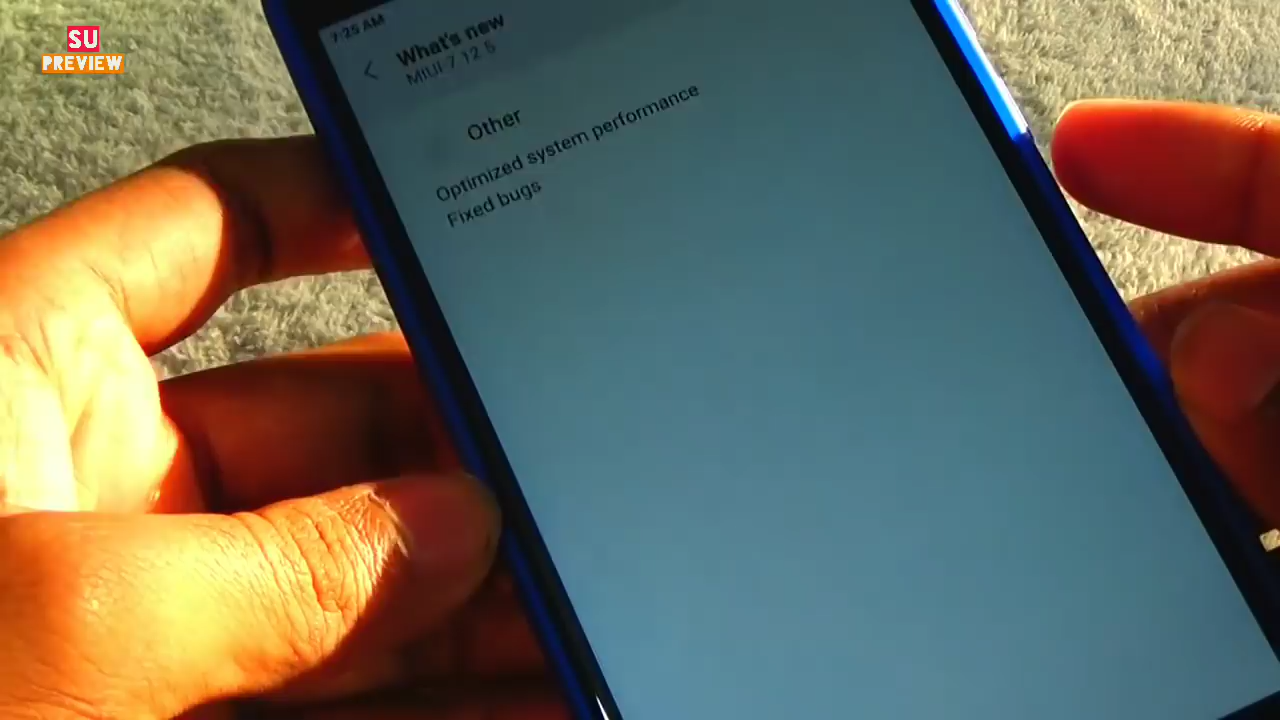 SU
PREVIEW
7:25 AM
What's new
MIUI 7 12.5
Other
Optimized system performance
Fixed bugs